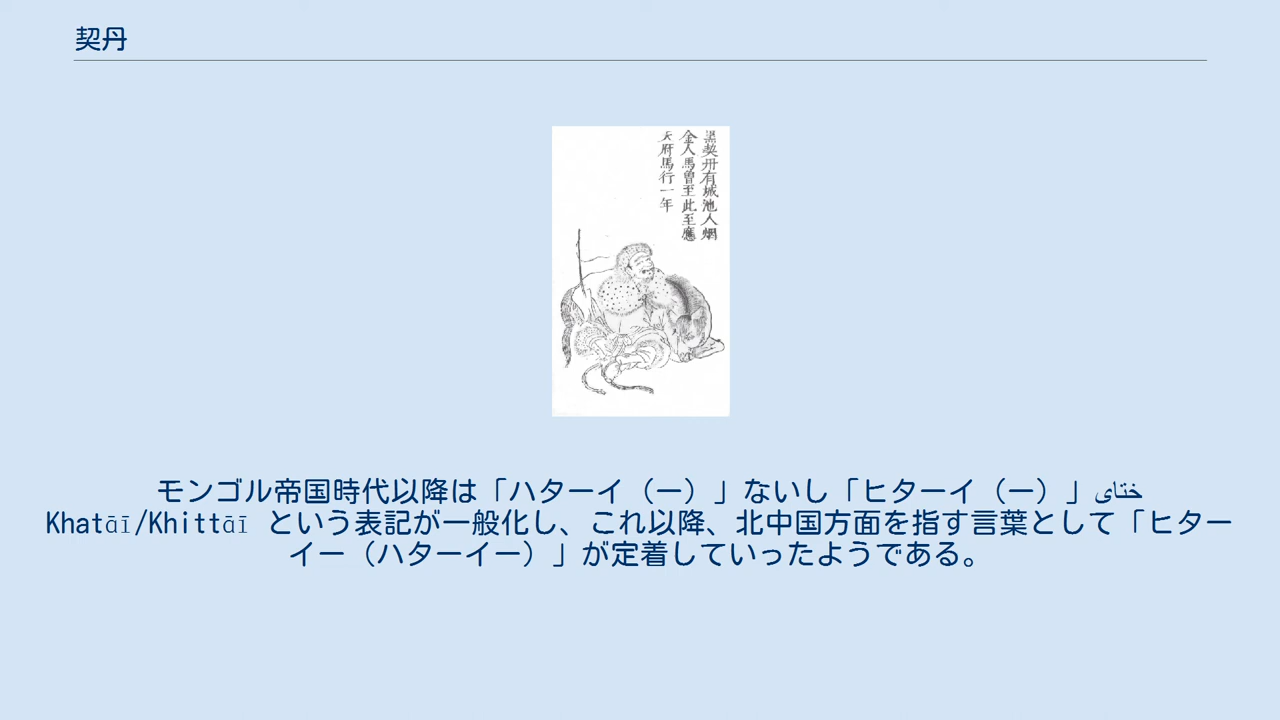 契丹
黒契丹有城池人烟
金人馬曽至此至應
天府馬行一年
モンゴル帝国時代以降は「ハターイ（ー）」ないし「ヒターイ（ー）」ختای
Khatāī/Khittāī という表記が一般化し、これ以降、北中国方面を指す言葉として「ヒター
イー（ハターイー）」が定着していったようである。